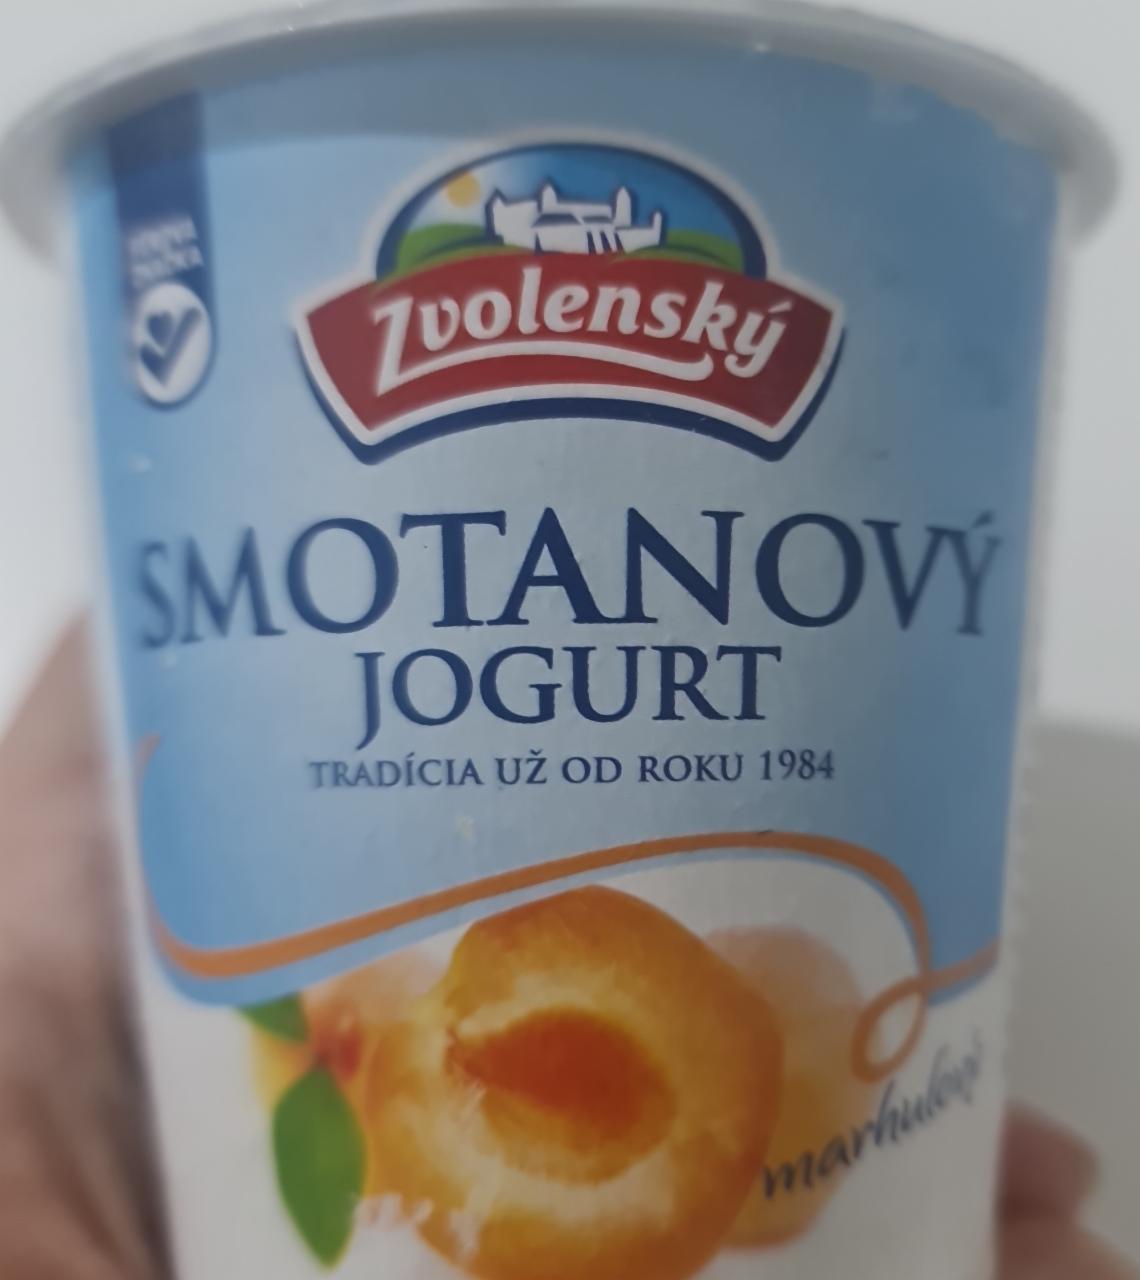 Zvolenský
SMOTANOVÝ
JOGURT
TRADÍCIA UŽ OD ROKU 1984
marhuľový